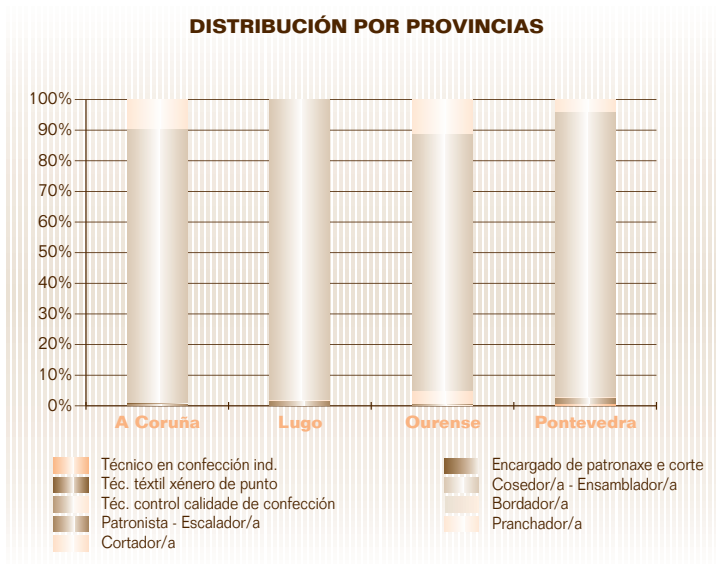 DISTRIBUCIÓN POR PROVINCIAS
100%
90%
80%
70%
60%
50%
40%
30%
20%
10%
0%
A Coruña Lugo Ourense Pontevedra
Técnico en confección ind.
Téc. téxtil xénero de punto
Téc. control calidade de confección
Patronista - Escalador/a
Cortador/a
Encargado de patronaxe e corte
Cosedor/a - Ensamblador/a
Bordador/a
Pranchador/a